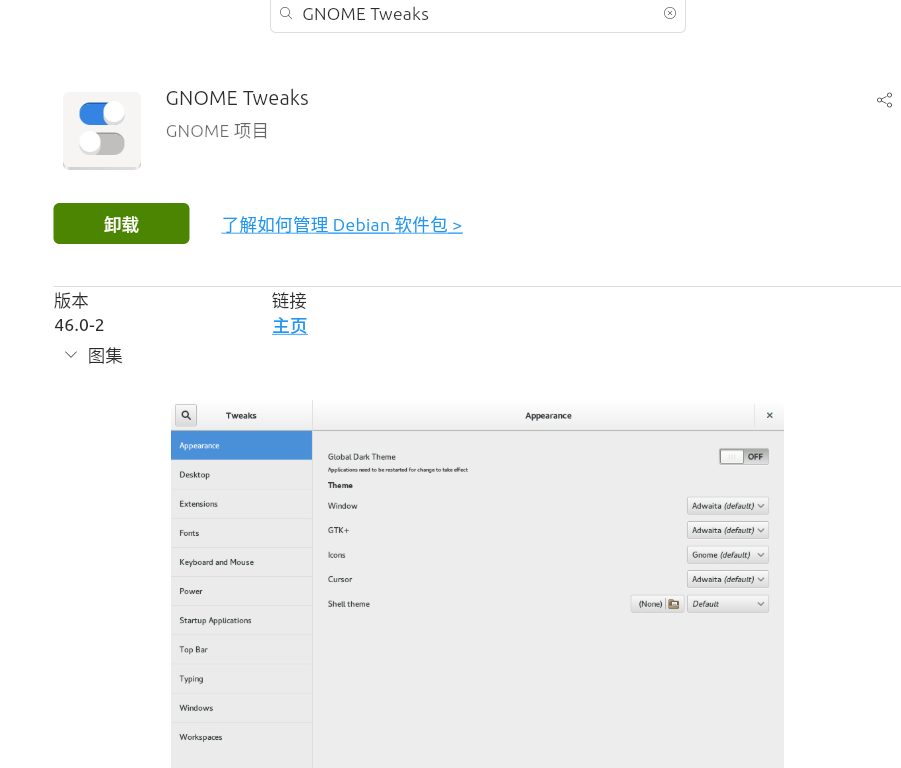 GNOME Tweaks
GNOME Tweaks
GNOME 项目
卸载
了解如何管理 Debian 软件包 >
版本
46.0-2
链接
主页
图集
Tweaks
Appearance
Appearance
Desktop
Extensions
Fonts
Keyboard and Mouse
Power
Startup Applications
Top Bar
Typing
Windows
Workspaces
Global Dark Theme
OFF
Applications need to be restarted for change to take effect
Theme
Window
Adwaita (default)
GTK+
Adwaita (default)
Icons
Gnome (default)
Cursor
Adwaita (default)
Shell theme
(None)
Default